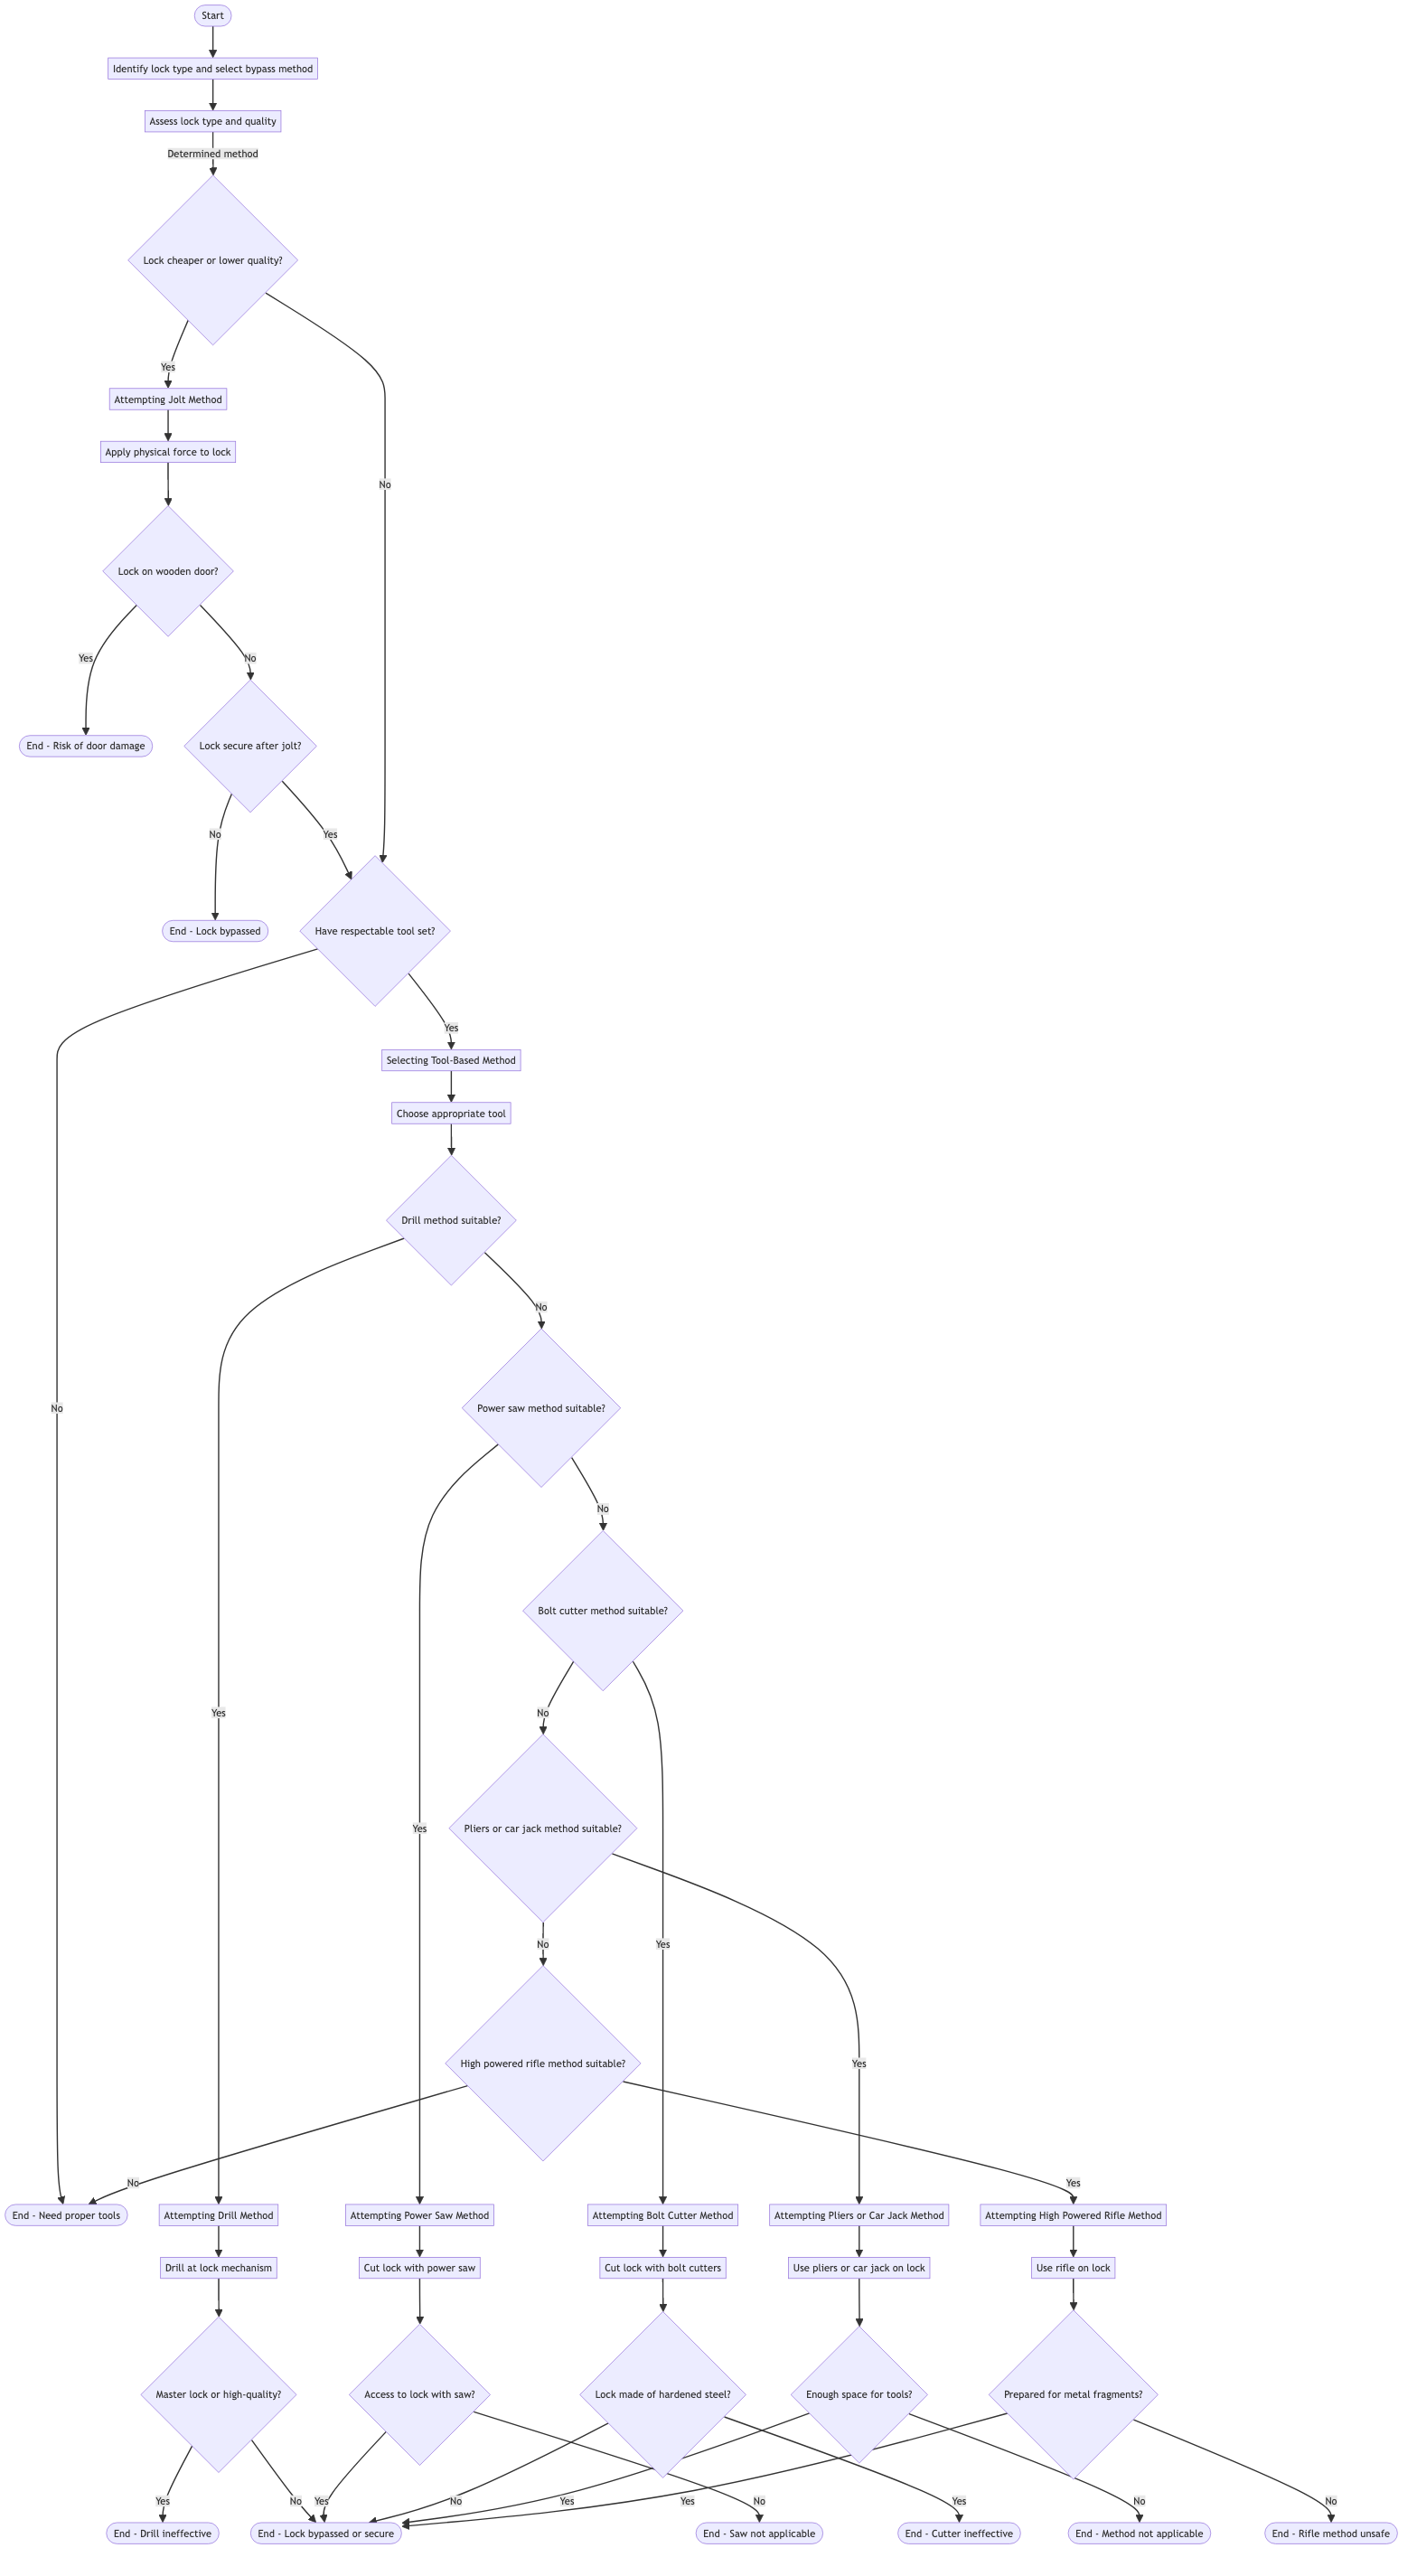 Start
Identify lock type and select bypass method
Assess lock type and quality
Determined method
Lock cheaper or lower quality?
Yes
Attempting Jolt Method
Apply physical force to lock
No
Lock on wooden door?
Yes
No
End - Risk of door damage
Lock secure after jolt?
No
Yes
End - Lock bypassed
Have respectable tool set?
Yes
Selecting Tool-Based Method
Choose appropriate tool
Drill method suitable?
No
No
Power saw method suitable?
No
Bolt cutter method suitable?
Yes
No
Yes
Pliers or car jack method suitable?
No
Yes
High powered rifle method suitable?
Yes
No
Yes
End - Need proper tools
Attempting Drill Method
Attempting Power Saw Method
Attempting Bolt Cutter Method
Attempting Pliers or Car Jack Method
Attempting High Powered Rifle Method
Drill at lock mechanism
Cut lock with power saw
Cut lock with bolt cutters
Use pliers or car jack on lock
Use rifle on lock
Master lock or high-quality?
Access to lock with saw?
Lock made of hardened steel?
Enough space for tools?
Prepared for metal fragments?
Yes
No
Yes
No
Yes
Yes
No
Yes
No
No
End - Drill ineffective
End - Lock bypassed or secure
End - Saw not applicable
End - Cutter ineffective
End - Method not applicable
End - Rifle method unsafe